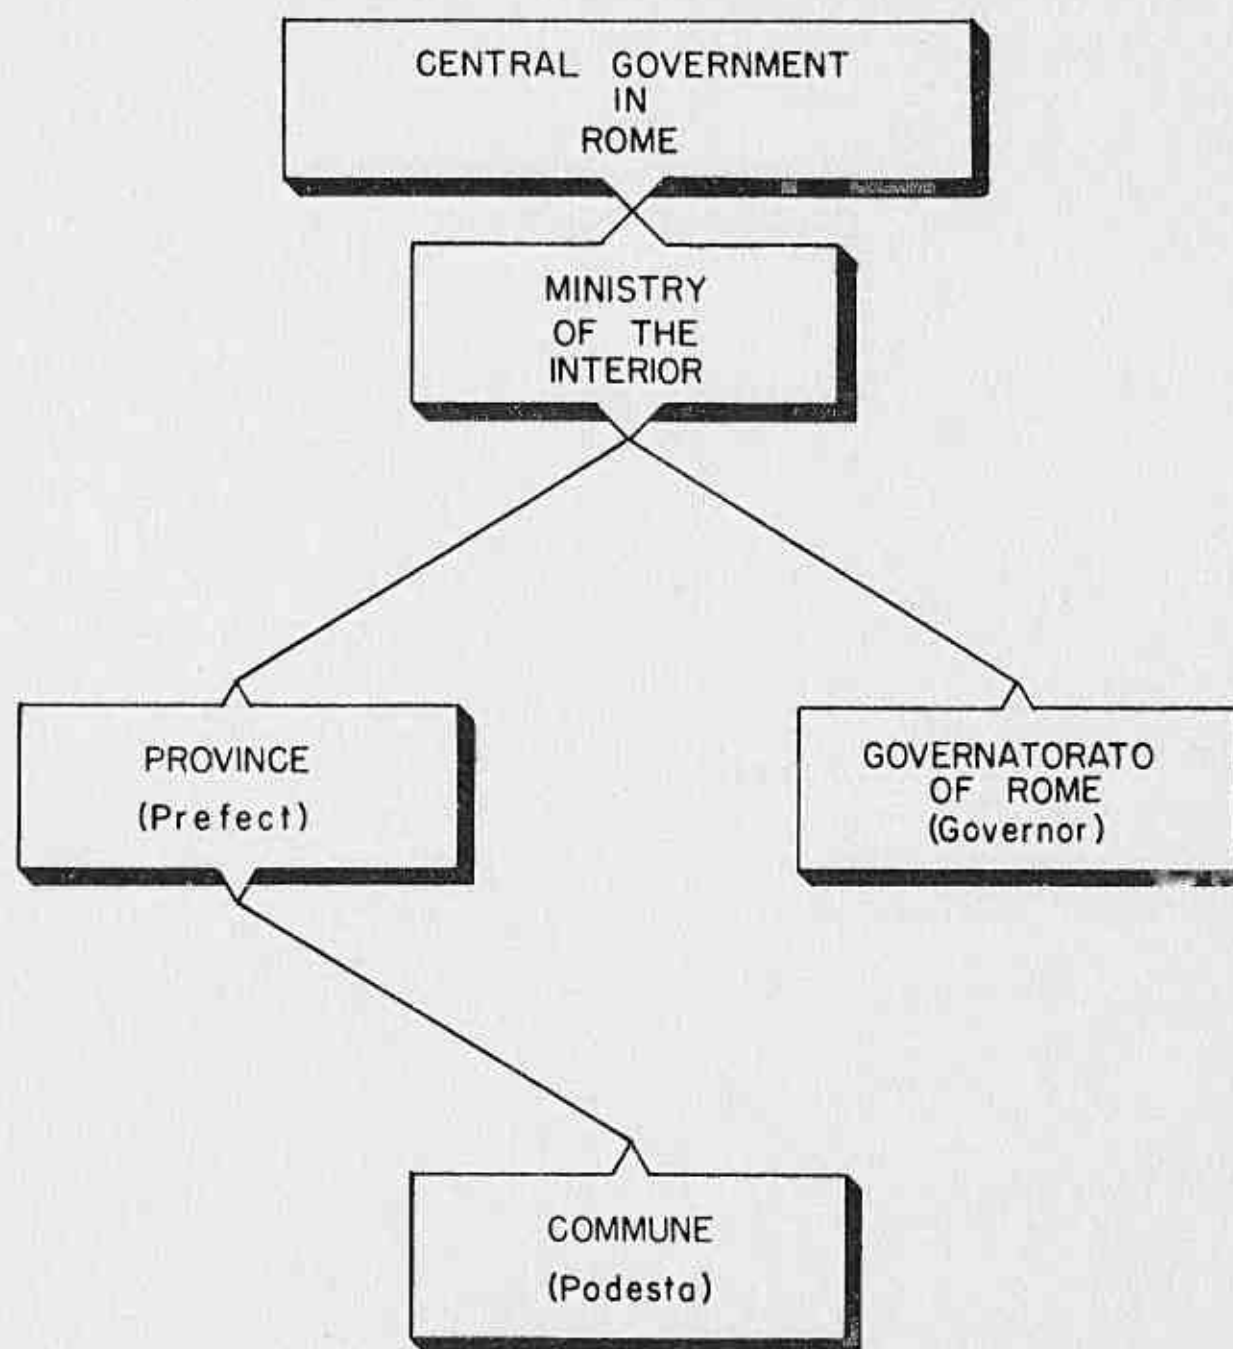 CENTRAL GOVERNMENT
IN
ROME
MINISTRY
OF THE
INTERIOR
PROVINCE
(Prefect)
GOVERNATORATO
OF ROME
(Governor)
COMMUNE
(Podesta)